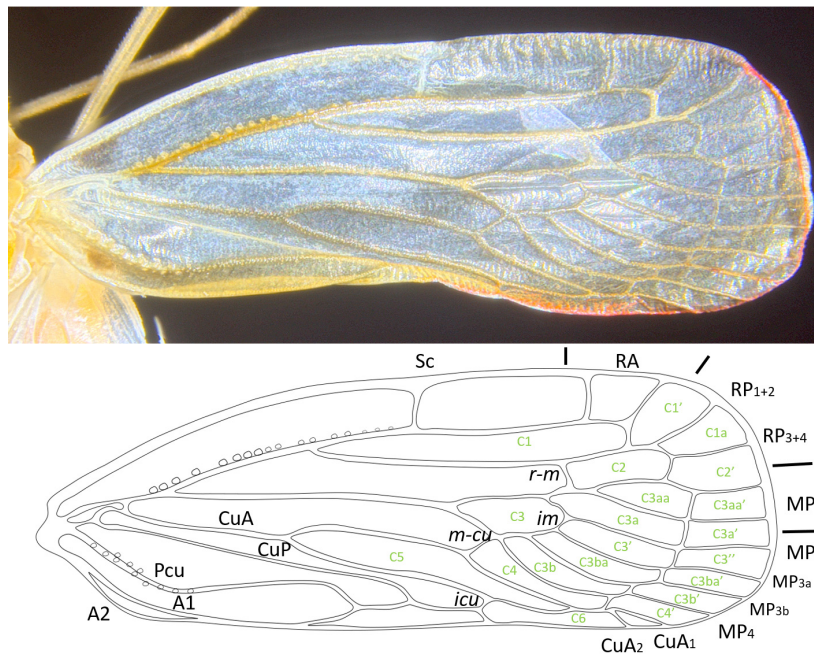 Sc
RA
RP1+2
C1'
C1
C1a
RP3+4
r-m
C2
C2'
C3aa
C3aa'
MP
CuA
C3
im
C3a
C3a'
m-cu
CuP
C5
C3'
C3''
MP
Pcu
C4
C3b
C3ba
C3ba'
MP3a
A1
icu
C3b'
MP3b
A2
C6
C4'
MP4
CuA2
CuA1